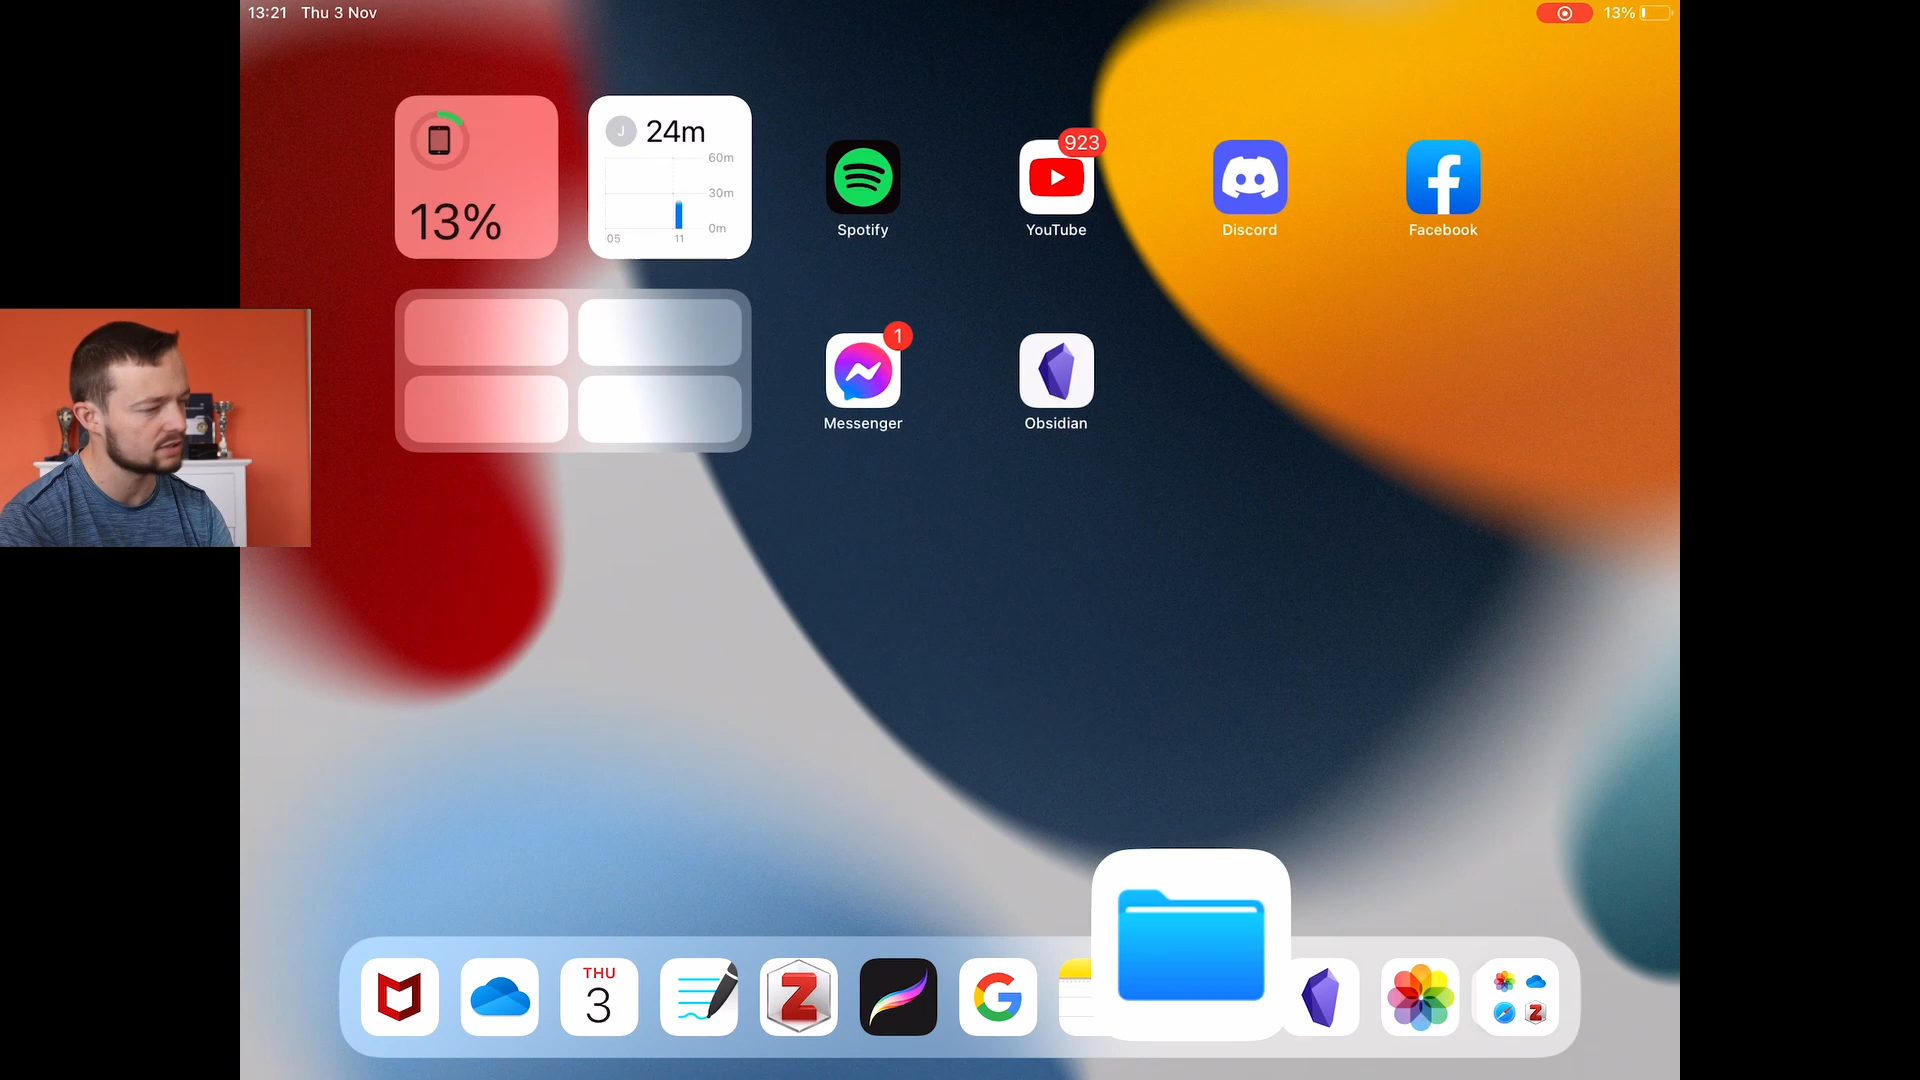 13:21 Thu 3 Nov
13%
J 24m
60m
30m
0m
05 11
13%
923
Spotify YouTube Discord Facebook
1
Messenger Obsidian
THU
3
Z
G
Z